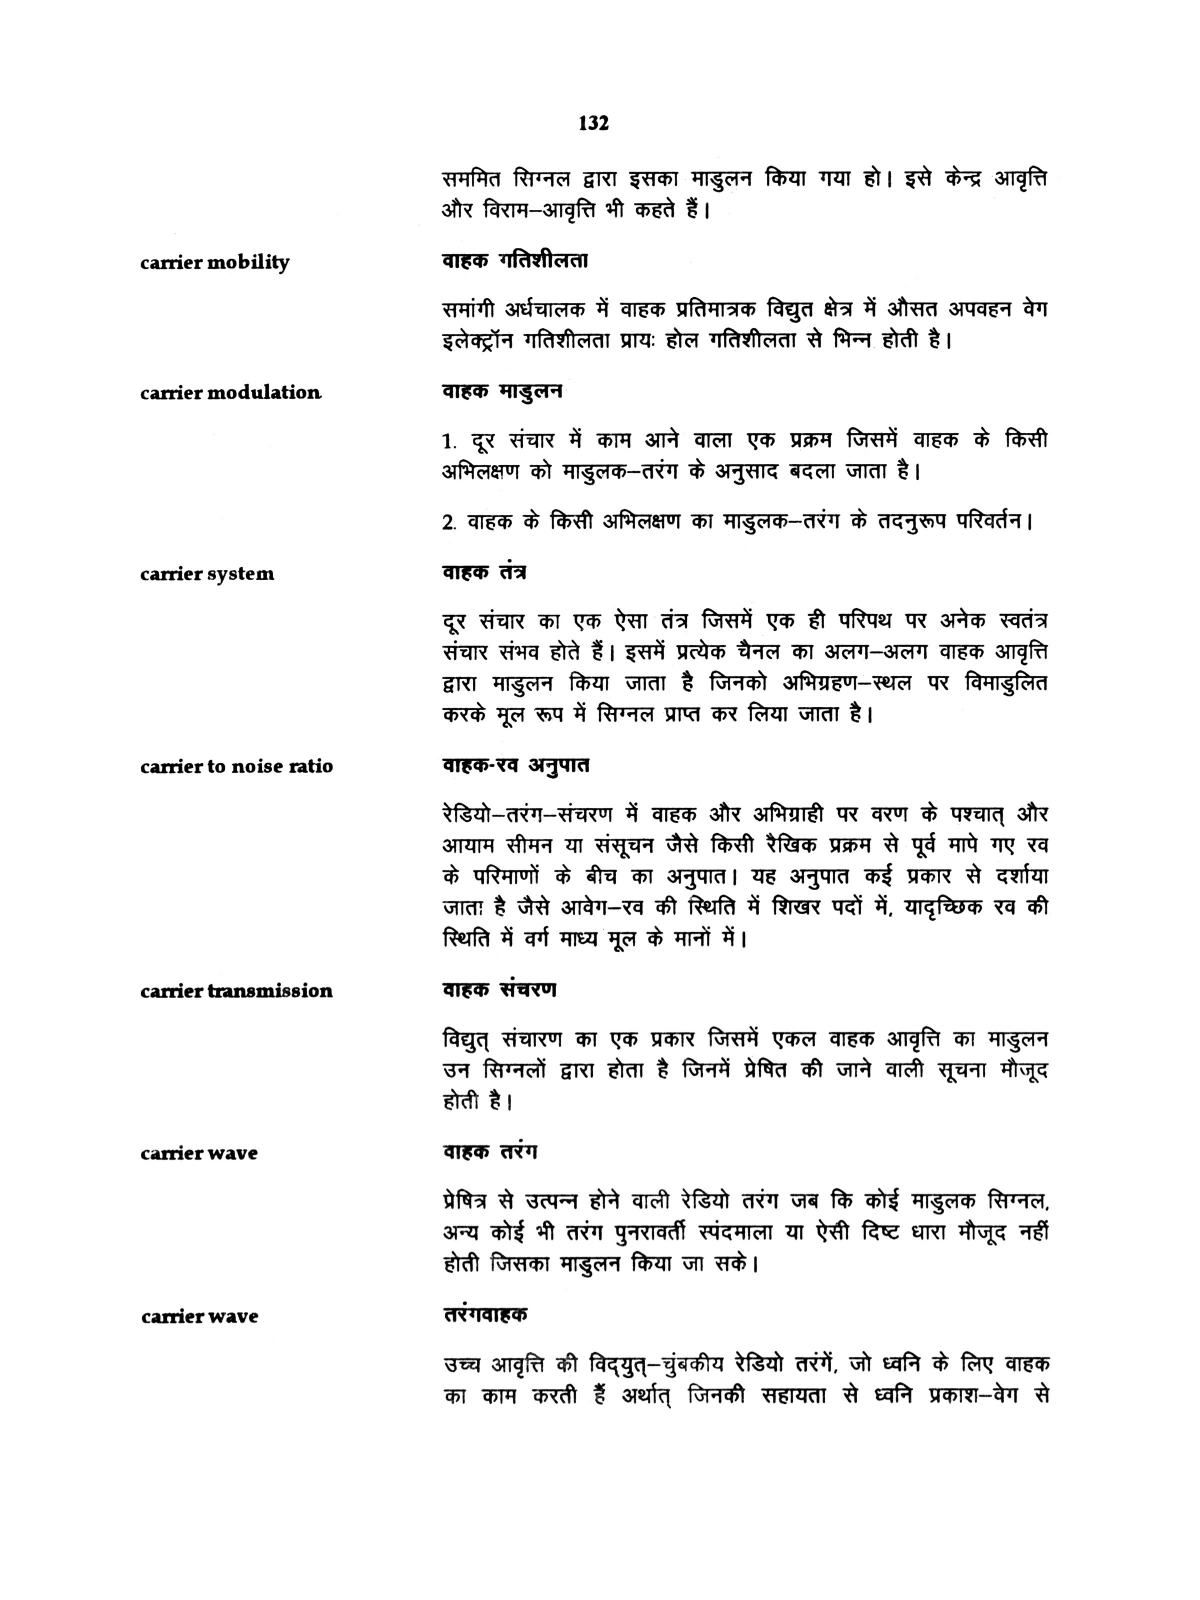 132
सममित सिग्नल द्वारा इसका माडुलन किया गया हो। इसे केन्द्र आवृत्ति
और विराम–आवृत्ति भी कहते हैं।
carrier mobility वाहक गतिशीलता
समांगी अर्धचालक में वाहक प्रतिमात्रक विद्युत क्षेत्र में औसत अपवहन वेग
इलेक्ट्रॉन गतिशीलता प्रायः होल गतिशीलता से भिन्न होती है।
carrier modulation वाहक माडुलन
1. दूर संचार में काम आने वाला एक प्रक्रम जिसमें वाहक के किसी
अभिलक्षण को माडुलक–तरंग के अनुसाद बदला जाता है।
2. वाहक के किसी अभिलक्षण का माडुलक–तरंग के तदनुरूप परिवर्तन।
carrier system वाहक तंत्र
दूर संचार का एक ऐसा तंत्र जिसमें एक ही परिपथ पर अनेक स्वतंत्र
संचार संभव होते हैं। इसमें प्रत्येक चैनल का अलग–अलग वाहक आवृत्ति
द्वारा माडुलन किया जाता है जिनको अभिग्रहण–स्थल पर विमाडुलित
करके मूल रूप में सिग्नल प्राप्त कर लिया जाता है।
carrier to noise ratio वाहक-रव अनुपात
रेडियो–तरंग–संचरण में वाहक और अभिग्राही पर वरण के पश्चात् और
आयाम सीमन या संसूचन जैसे किसी रैखिक प्रक्रम से पूर्व मापे गए रव
के परिमाणों के बीच का अनुपात। यह अनुपात कई प्रकार से दर्शाया
जाता है जैसे आवेग–रव की स्थिति में शिखर पदों में, यादृच्छिक रव की
स्थिति में वर्ग माध्य मूल के मानों में।
carrier transmission वाहक संचरण
विद्युत् संचारण का एक प्रकार जिसमें एकल वाहक आवृत्ति का माडुलन
उन सिग्नलों द्वारा होता है जिनमें प्रेषित की जाने वाली सूचना मौजूद
होती है।
carrier wave वाहक तरंग
प्रेषित्र से उत्पन्न होने वाली रेडियो तरंग जब कि कोई माडुलक सिग्नल,
अन्य कोई भी तरंग पुनरावर्ती स्पंदमाला या ऐसी दिष्ट धारा मौजूद नहीं
होती जिसका माडुलन किया जा सके।
carrier wave तरंगवाहक
उच्च आवृत्ति की विद्युत्–चुंबकीय रेडियो तरंगें, जो ध्वनि के लिए वाहक
का काम करती हैं अर्थात् जिनकी सहायता से ध्वनि प्रकाश–वेग से